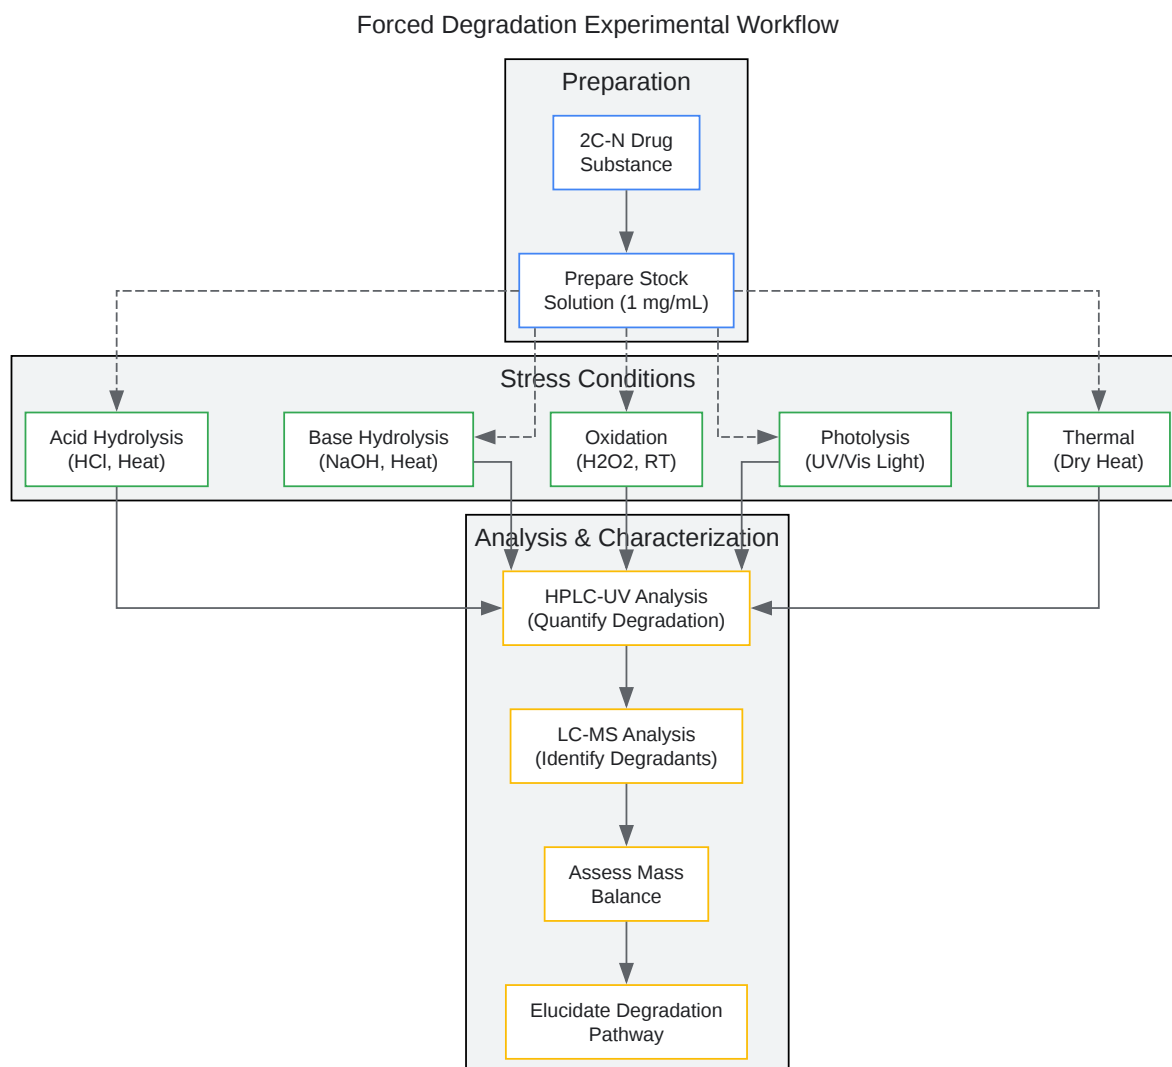 Forced Degradation Experimental Workflow
Preparation
2C-N Drug
Substance
Prepare Stock
Solution (1 mg/mL)
Stress Conditions
Acid Hydrolysis
(HCl, Heat)
Base Hydrolysis
(NaOH, Heat)
Oxidation
(H2O2, RT)
Photolysis
(UV/Vis Light)
Thermal
(Dry Heat)
Analysis & Characterization
HPLC-UV Analysis
(Quantify Degradation)
LC-MS Analysis
(Identify Degradants)
Assess Mass
Balance
Elucidate Degradation
Pathway